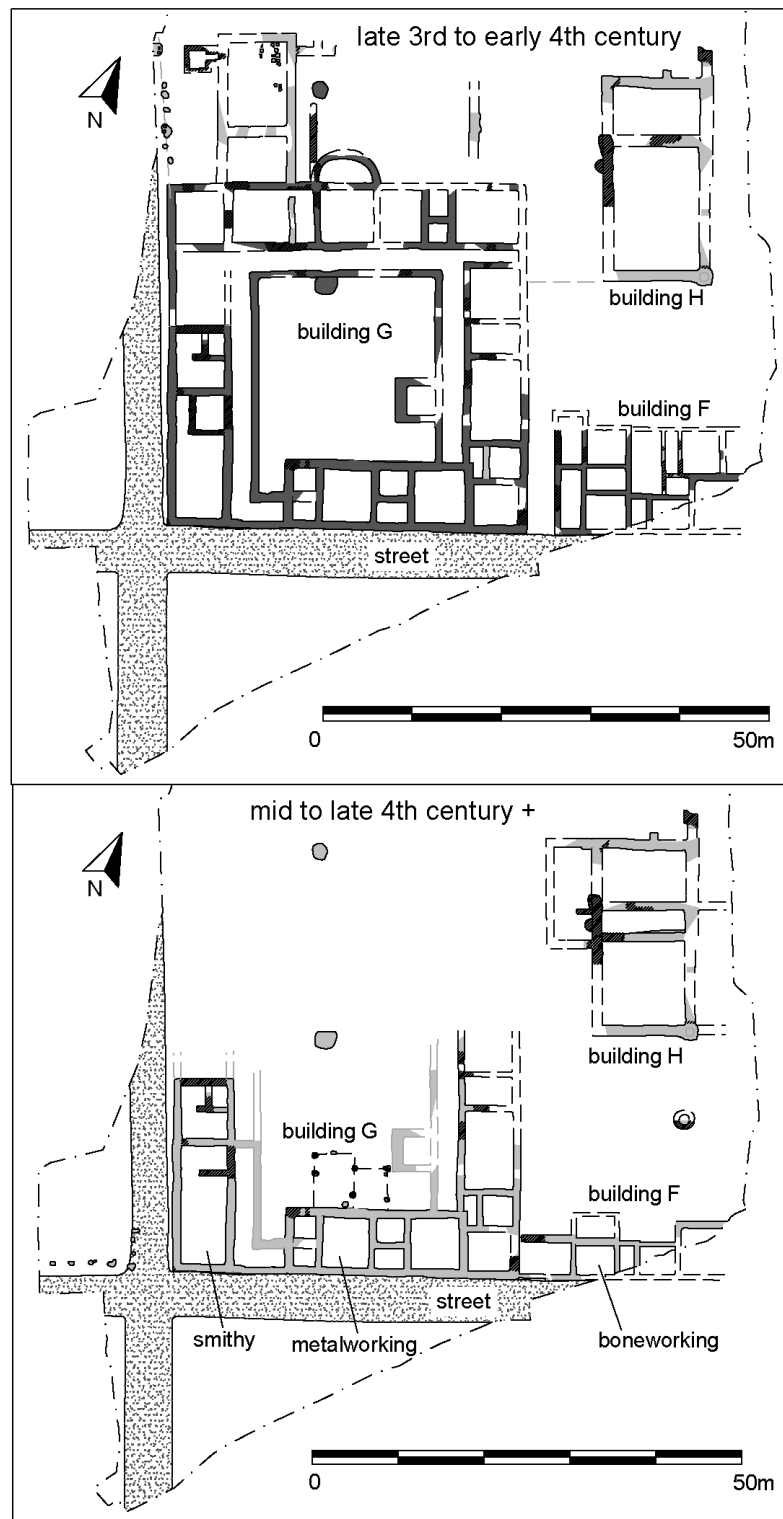 late 3rd to early 4th century
N
building H
building G
building F
street
0 50m
mid to late 4th century +
N
building H
building G
building F
street
smithy metalworking boneworking
0 50m